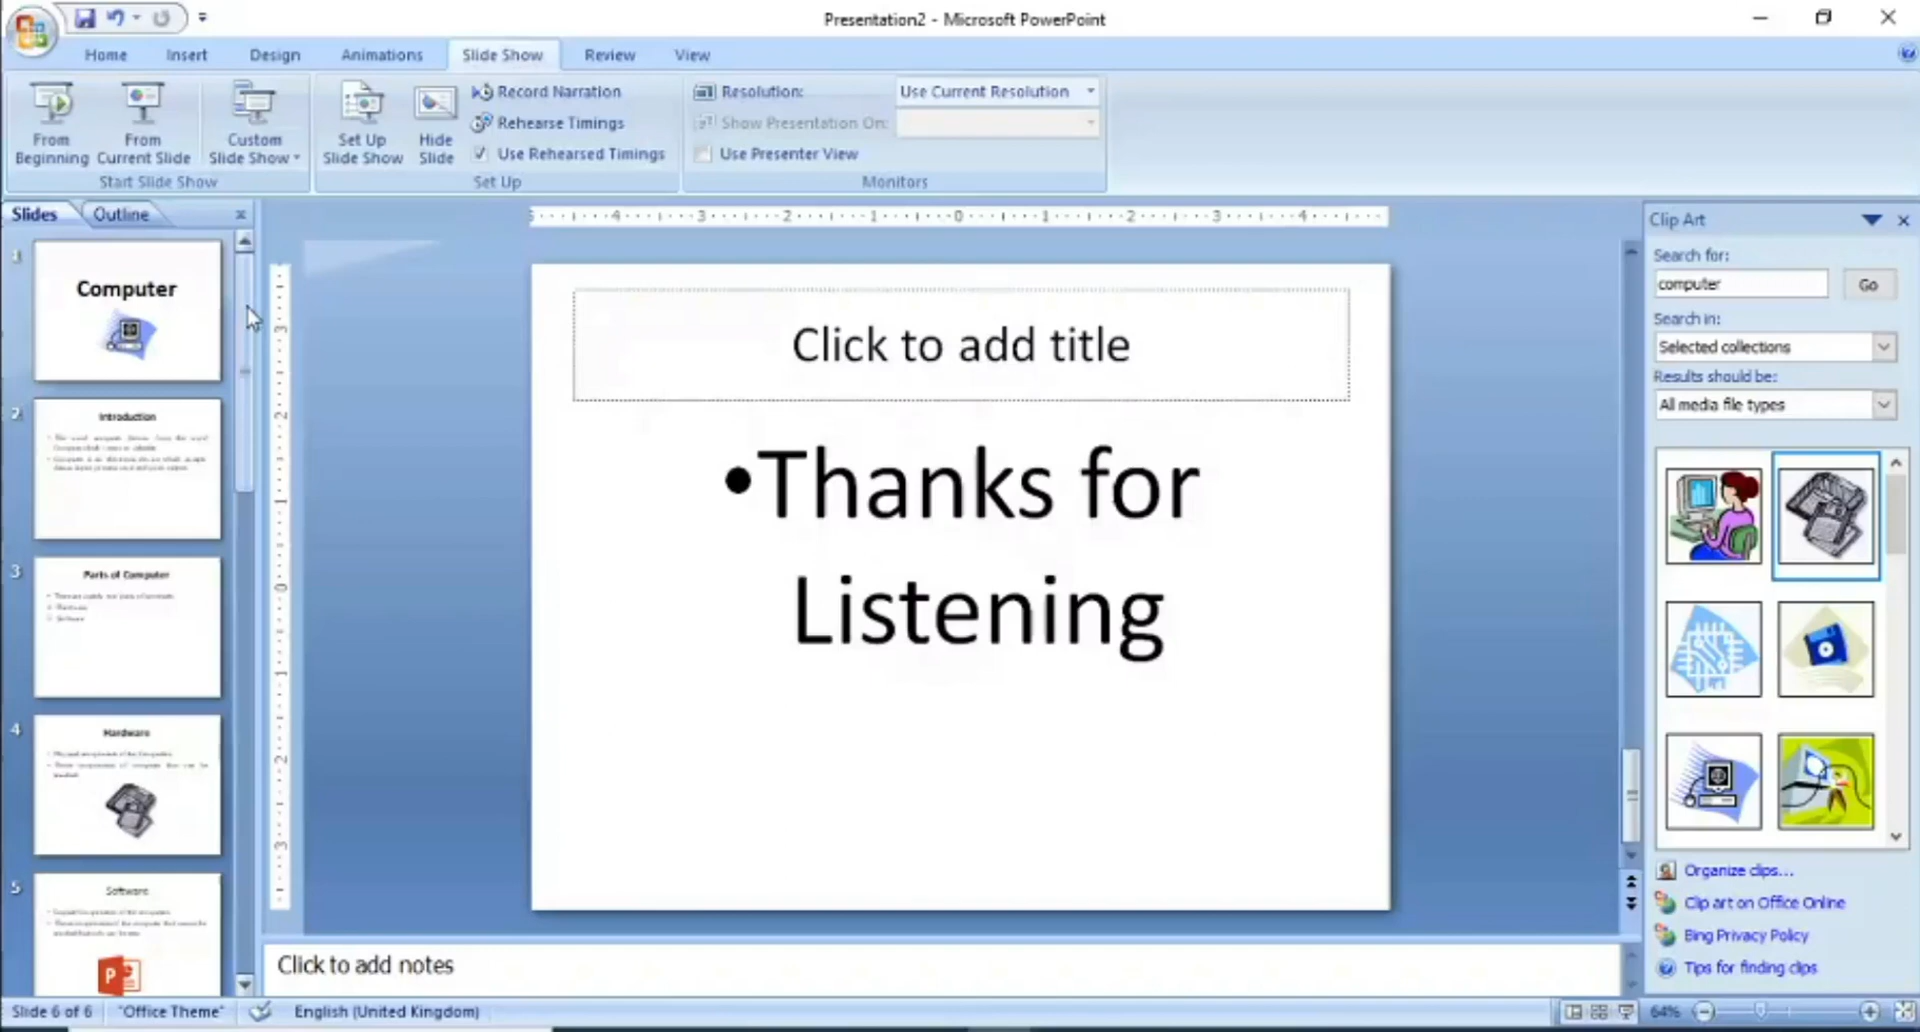 Presentation2 - Microsoft PowerPoint
Home Insert Design Animations Slide Show Review View
From Beginning
From Current Slide
Custom Slide Show
Start Slide Show
Set Up Slide Show
Hide Slide
Record Narration
Rehearse Timings
Use Rehearsed Timings
Set Up
Resolution: Use Current Resolution
Show Presentation On:
Use Presenter View
Monitors
Slides Outline
1
Computer
2
Introduction
3
Parts of Computer
4
Hardware
5
Software
P
Click to add title
•Thanks for
Listening
Click to add notes
Clip Art
Search for:
computer Go
Search in:
Selected collections
Results should be:
All media file types
Organize clips...
Clip art on Office Online
Bing Privacy Policy
Tips for finding clips
Slide 6 of 6 "Office Theme" English (United Kingdom) 64%